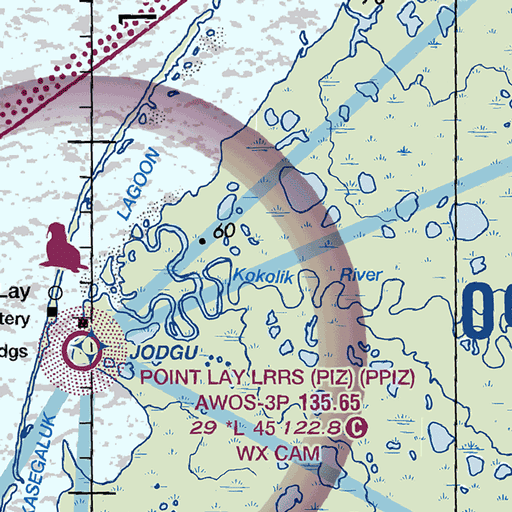 LAGOON
60
Kokolik River
Lay
tery
dgs
JODGU
POINT LAY LRRS (PIZ) (PPIZ)
AWOS-3P 135.65
29 *L 45 122.8 C
WX CAM
KASEGALUK